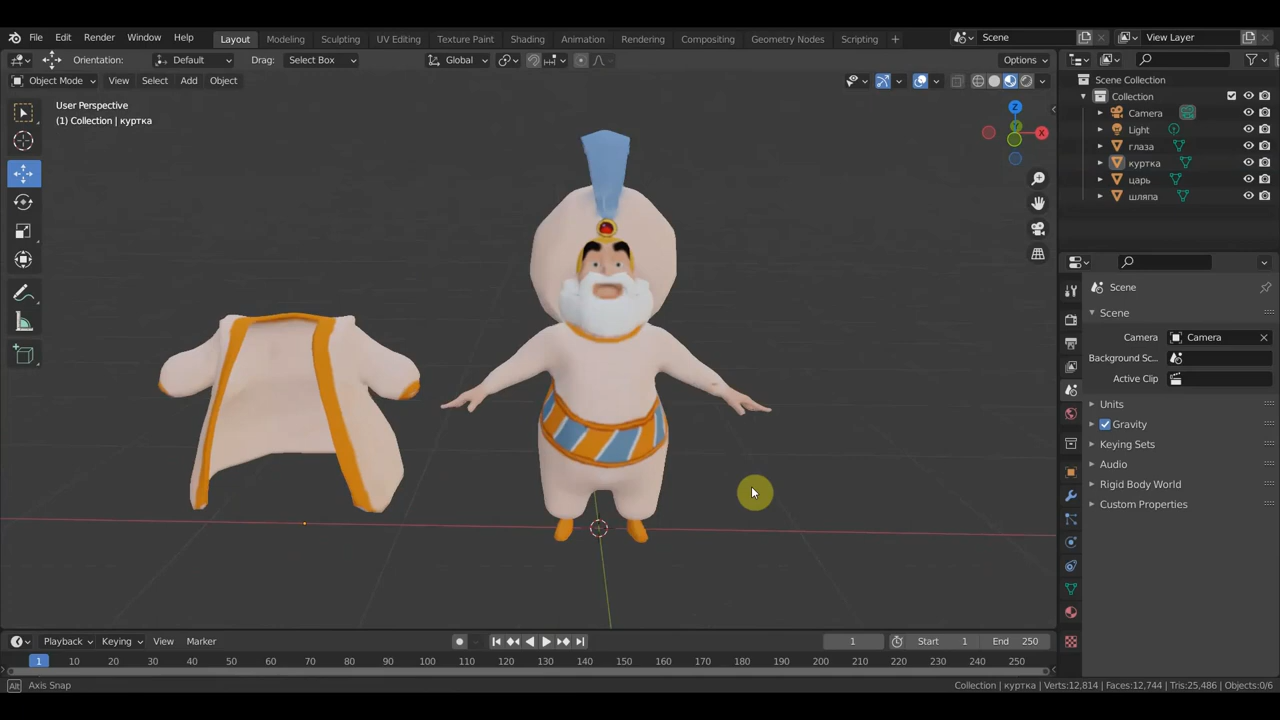 File Edit Render Window Help
Layout Modeling Sculpting UV Editing Texture Paint Shading Animation Rendering Compositing Geometry Nodes Scripting +
Scene
View Layer
Orientation: Default Drag: Select Box Global Options
Object Mode View Select Add Object
User Perspective
(1) Collection | куртка
Z
X
Scene Collection
Collection
Camera
Light
глаза
куртка
царь
шляпа
Scene
Scene
Camera Camera
Background Sc...
Active Clip
Units
Gravity
Keying Sets
Audio
Rigid Body World
Custom Properties
Playback Keying View Marker 1 Start 1 End 250
1 10 20 30 40 50 60 70 80 90 100 110 120 130 140 150 160 170 180 190 200 210 220 230 240 250
Alt Axis Snap Collection | куртка | Verts:12,814 | Faces:12,744 | Tris:25,486 | Objects:0/6